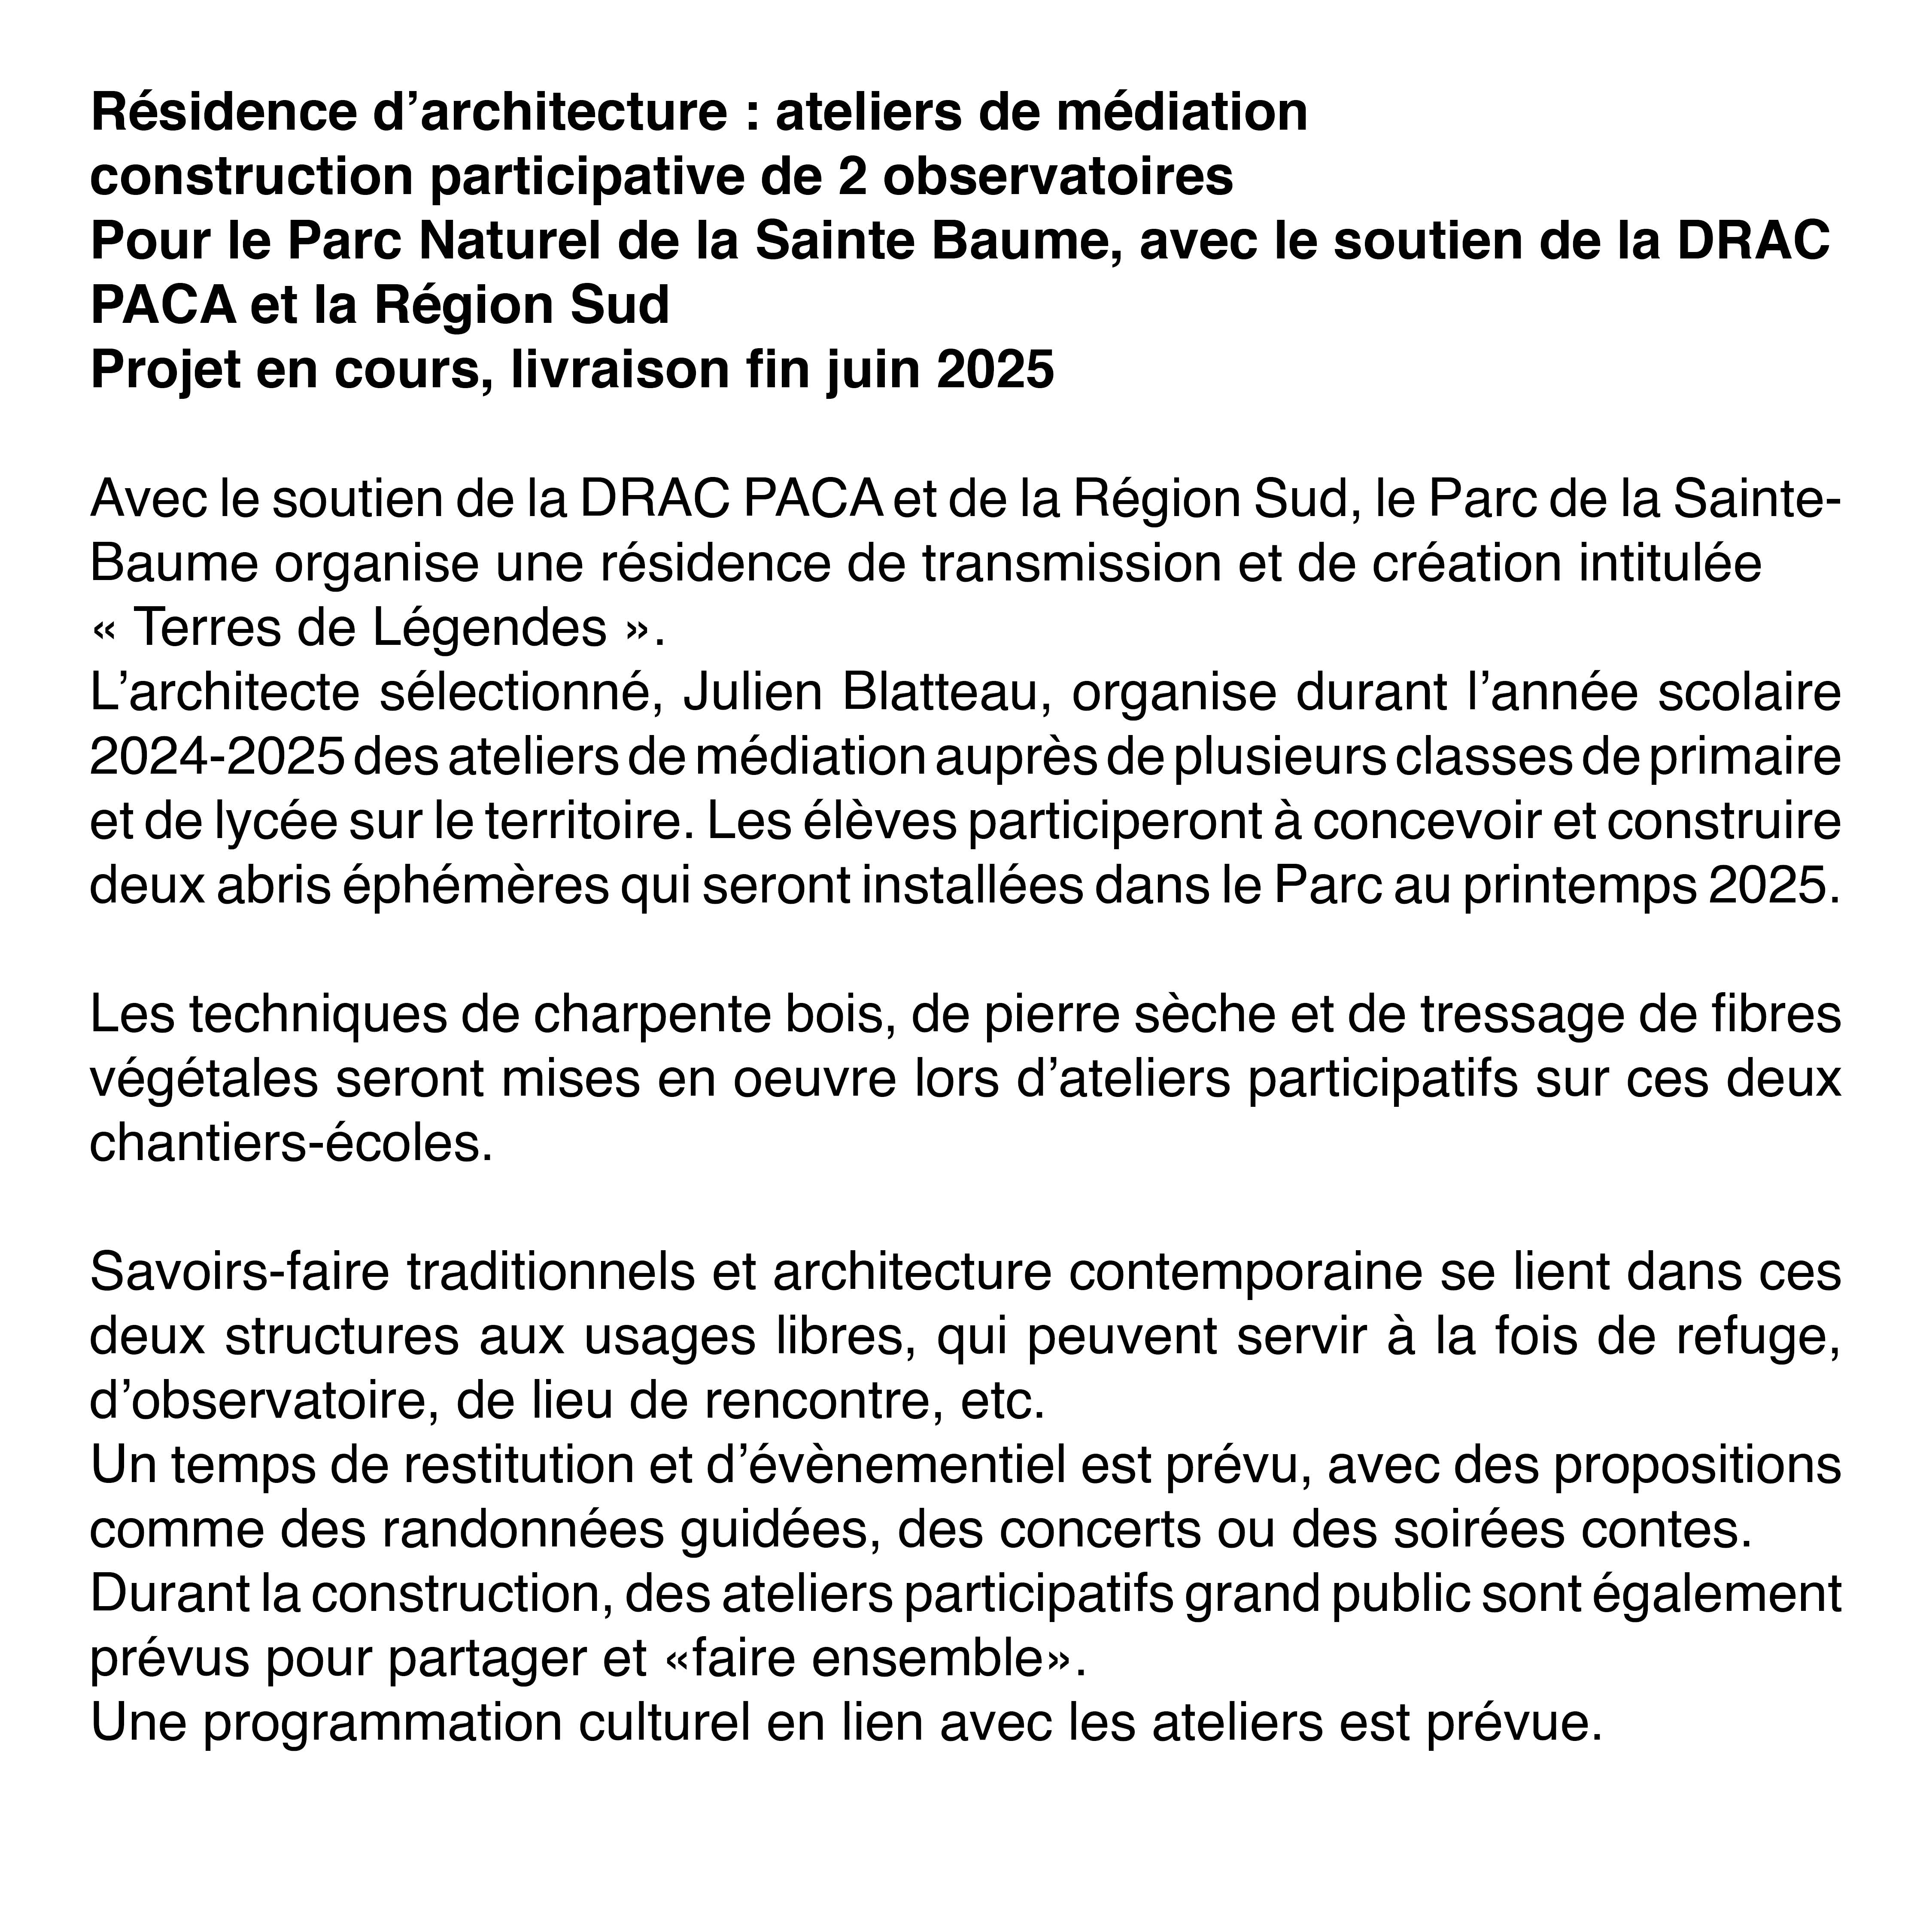 Résidence d’architecture : ateliers de médiation
construction participative de 2 observatoires
Pour le Parc Naturel de la Sainte Baume, avec le soutien de la DRAC
PACA et la Région Sud
Projet en cours, livraison fin juin 2025
Avec le soutien de la DRAC PACA et de la Région Sud, le Parc de la Sainte-
Baume organise une résidence de transmission et de création intitulée
« Terres de Légendes ».
L’architecte sélectionné, Julien Blatteau, organise durant l’année scolaire
2024-2025 des ateliers de médiation auprès de plusieurs classes de primaire
et de lycée sur le territoire. Les élèves participeront à concevoir et construire
deux abris éphémères qui seront installées dans le Parc au printemps 2025.
Les techniques de charpente bois, de pierre sèche et de tressage de fibres
végétales seront mises en oeuvre lors d’ateliers participatifs sur ces deux
chantiers-écoles.
Savoirs-faire traditionnels et architecture contemporaine se lient dans ces
deux structures aux usages libres, qui peuvent servir à la fois de refuge,
d’observatoire, de lieu de rencontre, etc.
Un temps de restitution et d’évènementiel est prévu, avec des propositions
comme des randonnées guidées, des concerts ou des soirées contes.
Durant la construction, des ateliers participatifs grand public sont également
prévus pour partager et «faire ensemble».
Une programmation culturel en lien avec les ateliers est prévue.